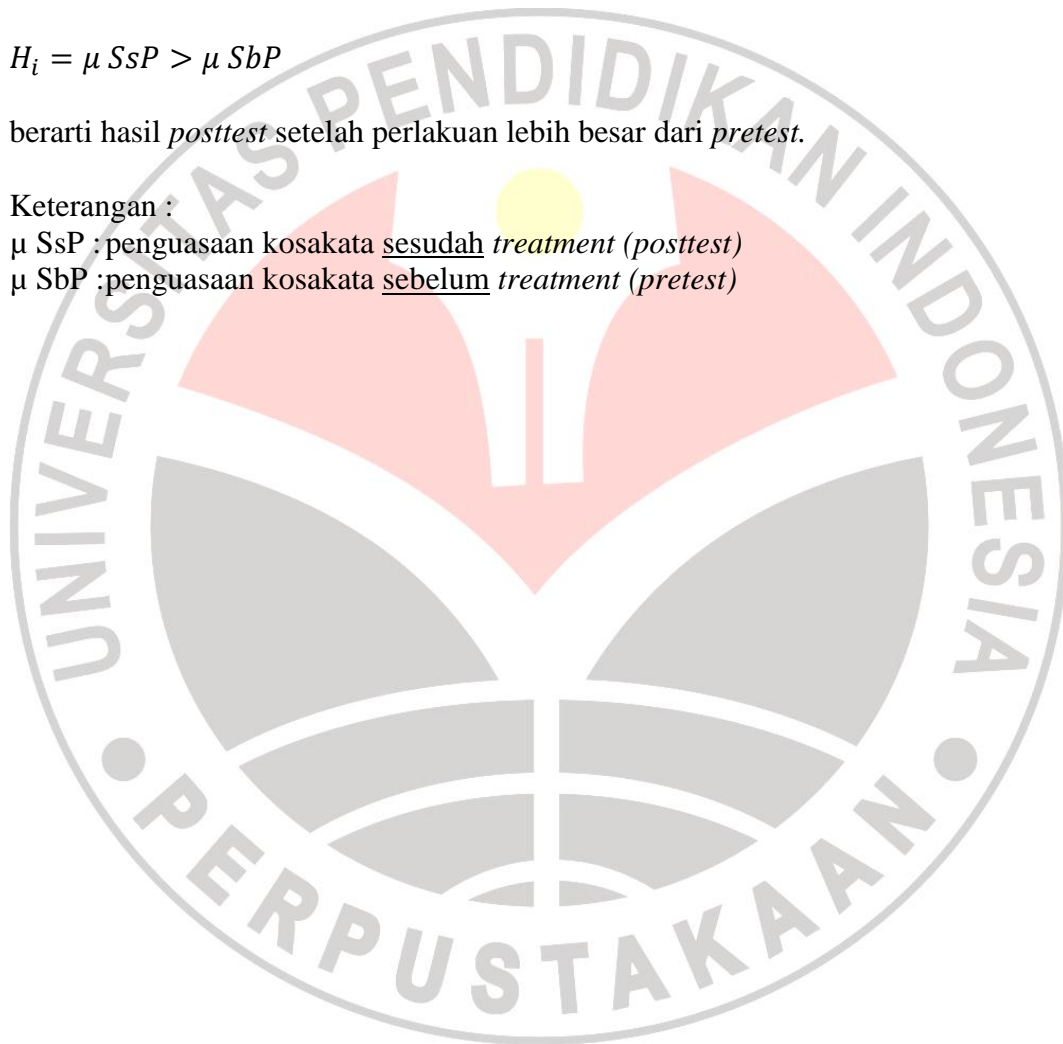 𝐻𝑖 = 𝜇 𝑆𝑠𝑃 > 𝜇 𝑆𝑏𝑃
berarti hasil posttest setelah perlakuan lebih besar dari pretest.
Keterangan :
µ SsP : penguasaan kosakata sesudah treatment (posttest)
µ SbP :penguasaan kosakata sebelum treatment (pretest)
UNIVERSITAS PENDIDIKAN INDONESIA
PERPUSTAKAAN